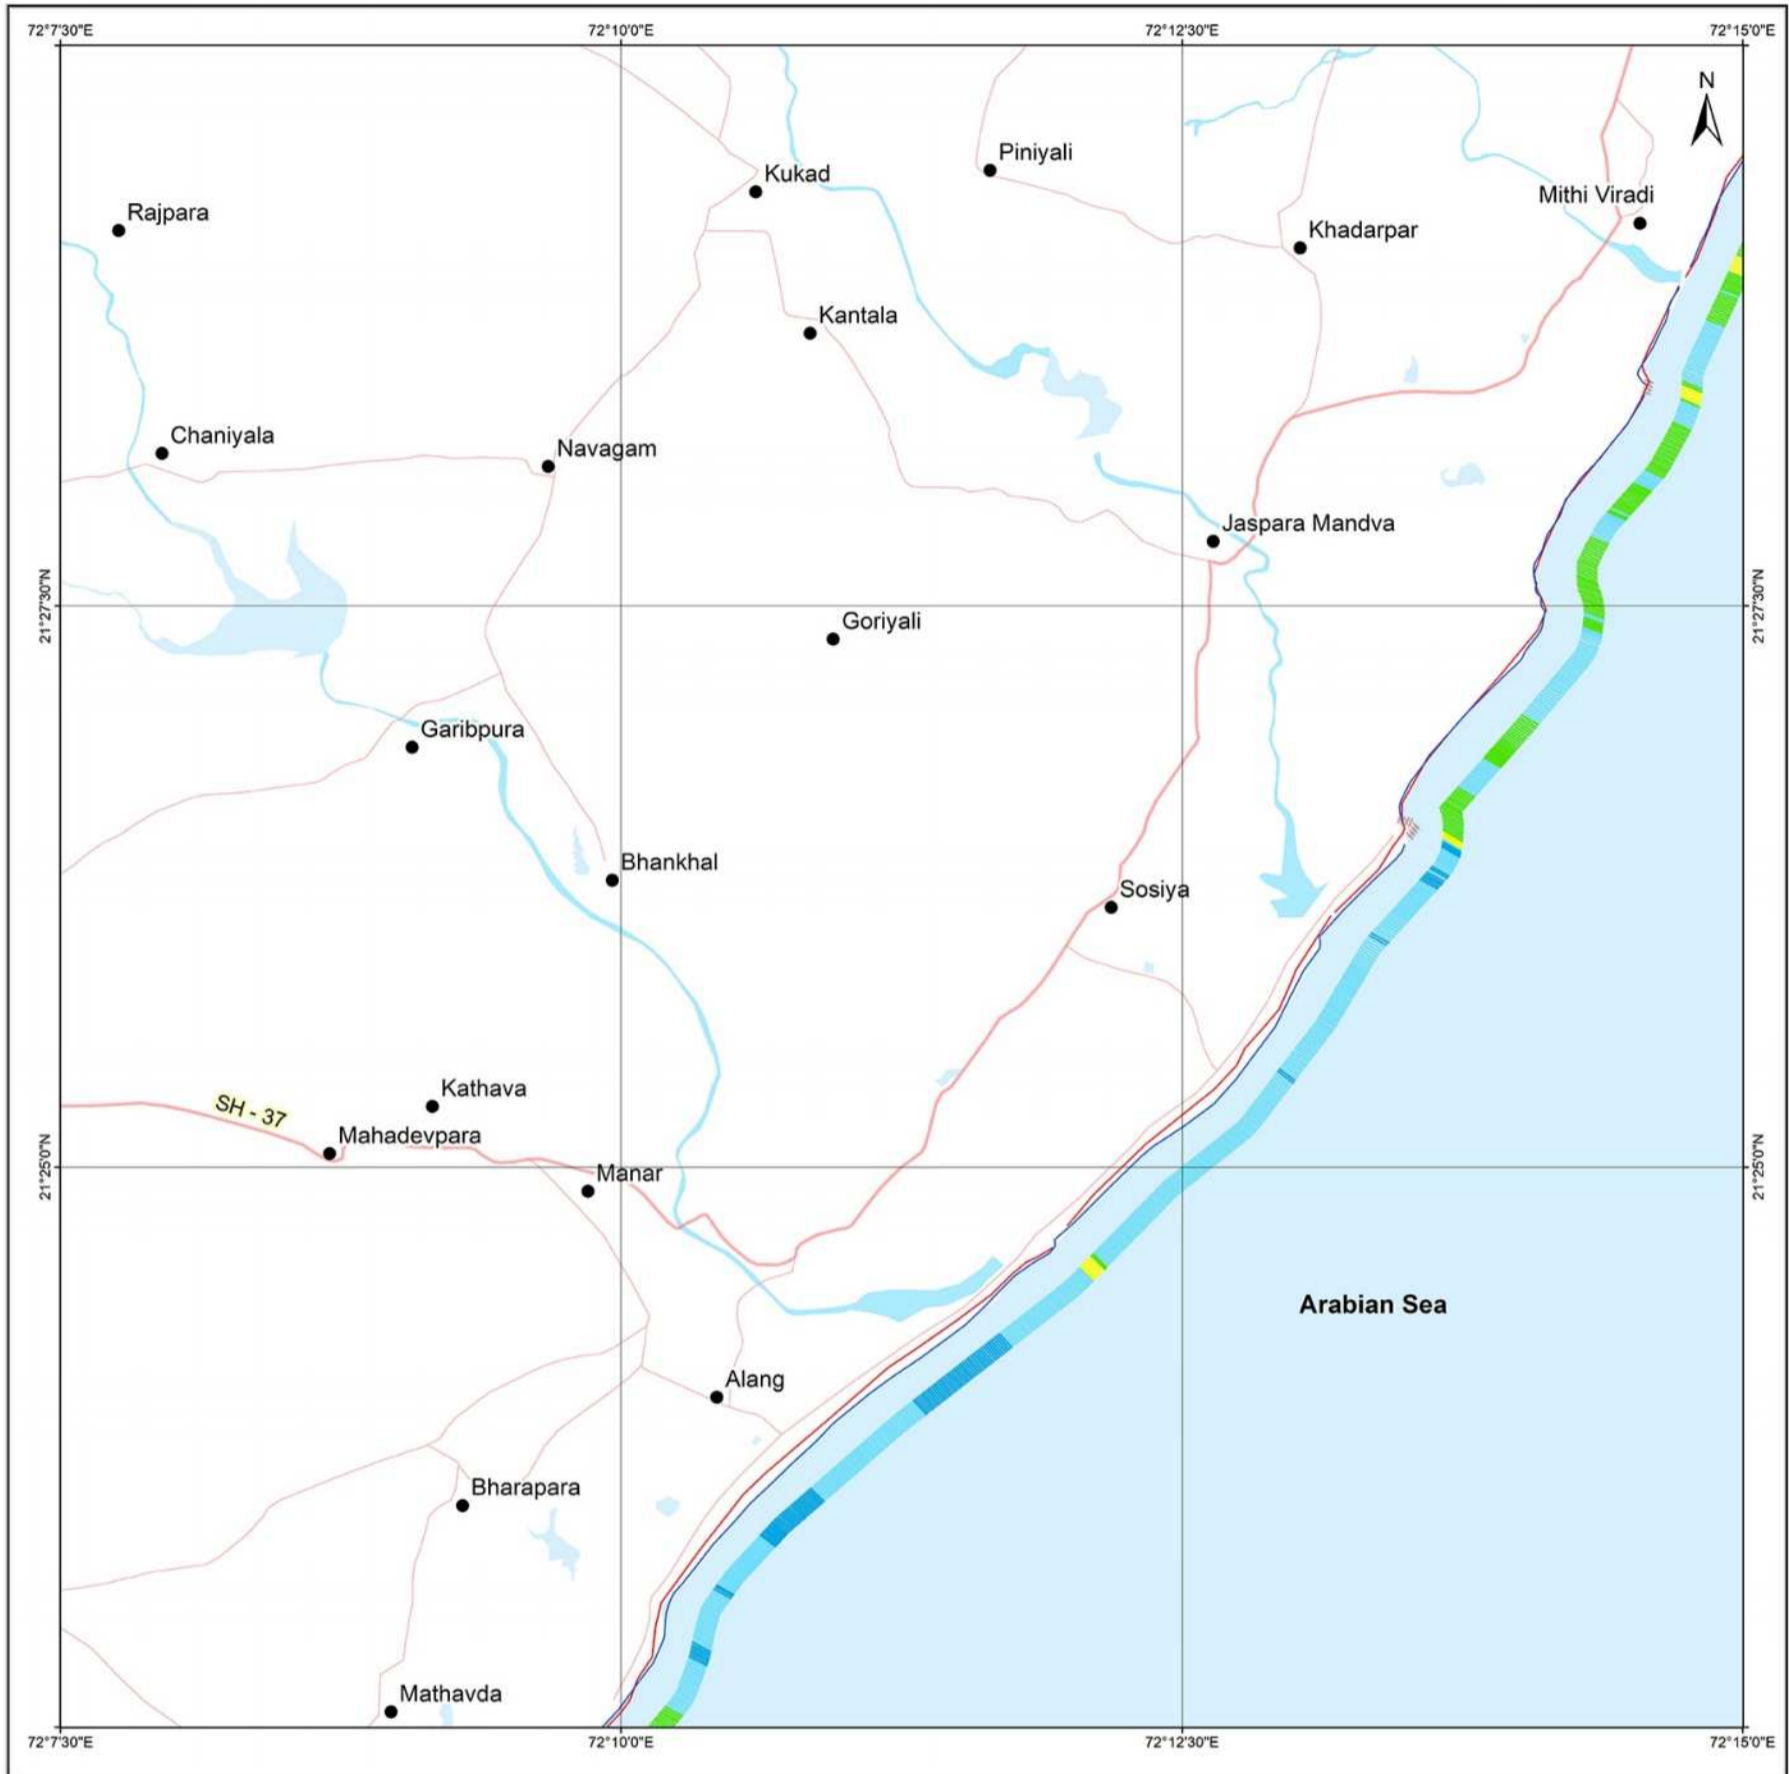 72°7'30"E
72°10'0"E
72°12'30"E
72°15'0"E
N
Piniyali
Kukad
Mithi Viradi
Rajpara
Khadarpar
Kantala
Chaniyala
Navagam
Jaspara Mandva
21°27'30"N
21°27'30"N
Goriyali
Garibpura
Bhankhal
Sosiya
Kathava
SH - 37
Mahadevpara
21°25'0"N
21°25'0"N
Manar
Arabian Sea
Alang
Bharapara
Mathavda
72°7'30"E
72°10'0"E
72°12'30"E
72°15'0"E